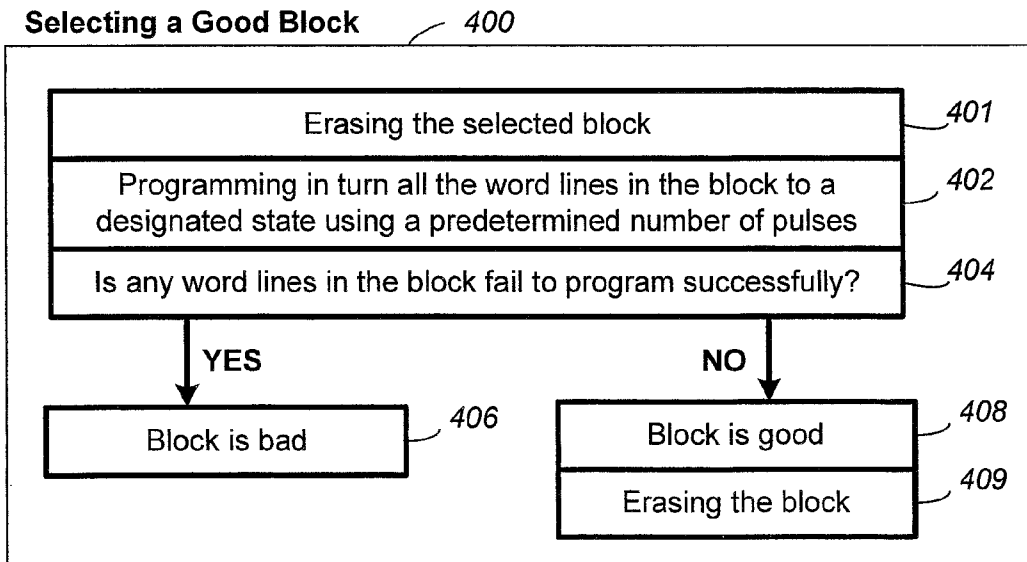 Selecting a Good Block
400
Erasing the selected block
401
Programming in turn all the word lines in the block to a
designated state using a predetermined number of pulses
402
Is any word lines in the block fail to program successfully?
404
YES
NO
Block is bad
406
Block is good
408
Erasing the block
409